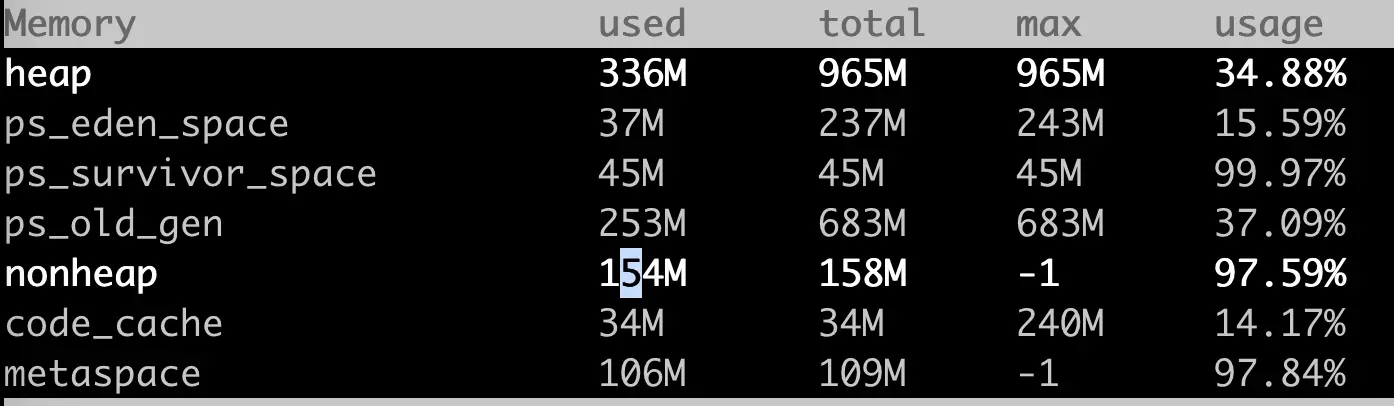 Memory used total max usage
heap 336M 965M 965M 34.88%
ps_eden_space 37M 237M 243M 15.59%
ps_survivor_space 45M 45M 45M 99.97%
ps_old_gen 253M 683M 683M 37.09%
nonheap 154M 158M -1 97.59%
code_cache 34M 34M 240M 14.17%
metaspace 106M 109M -1 97.84%